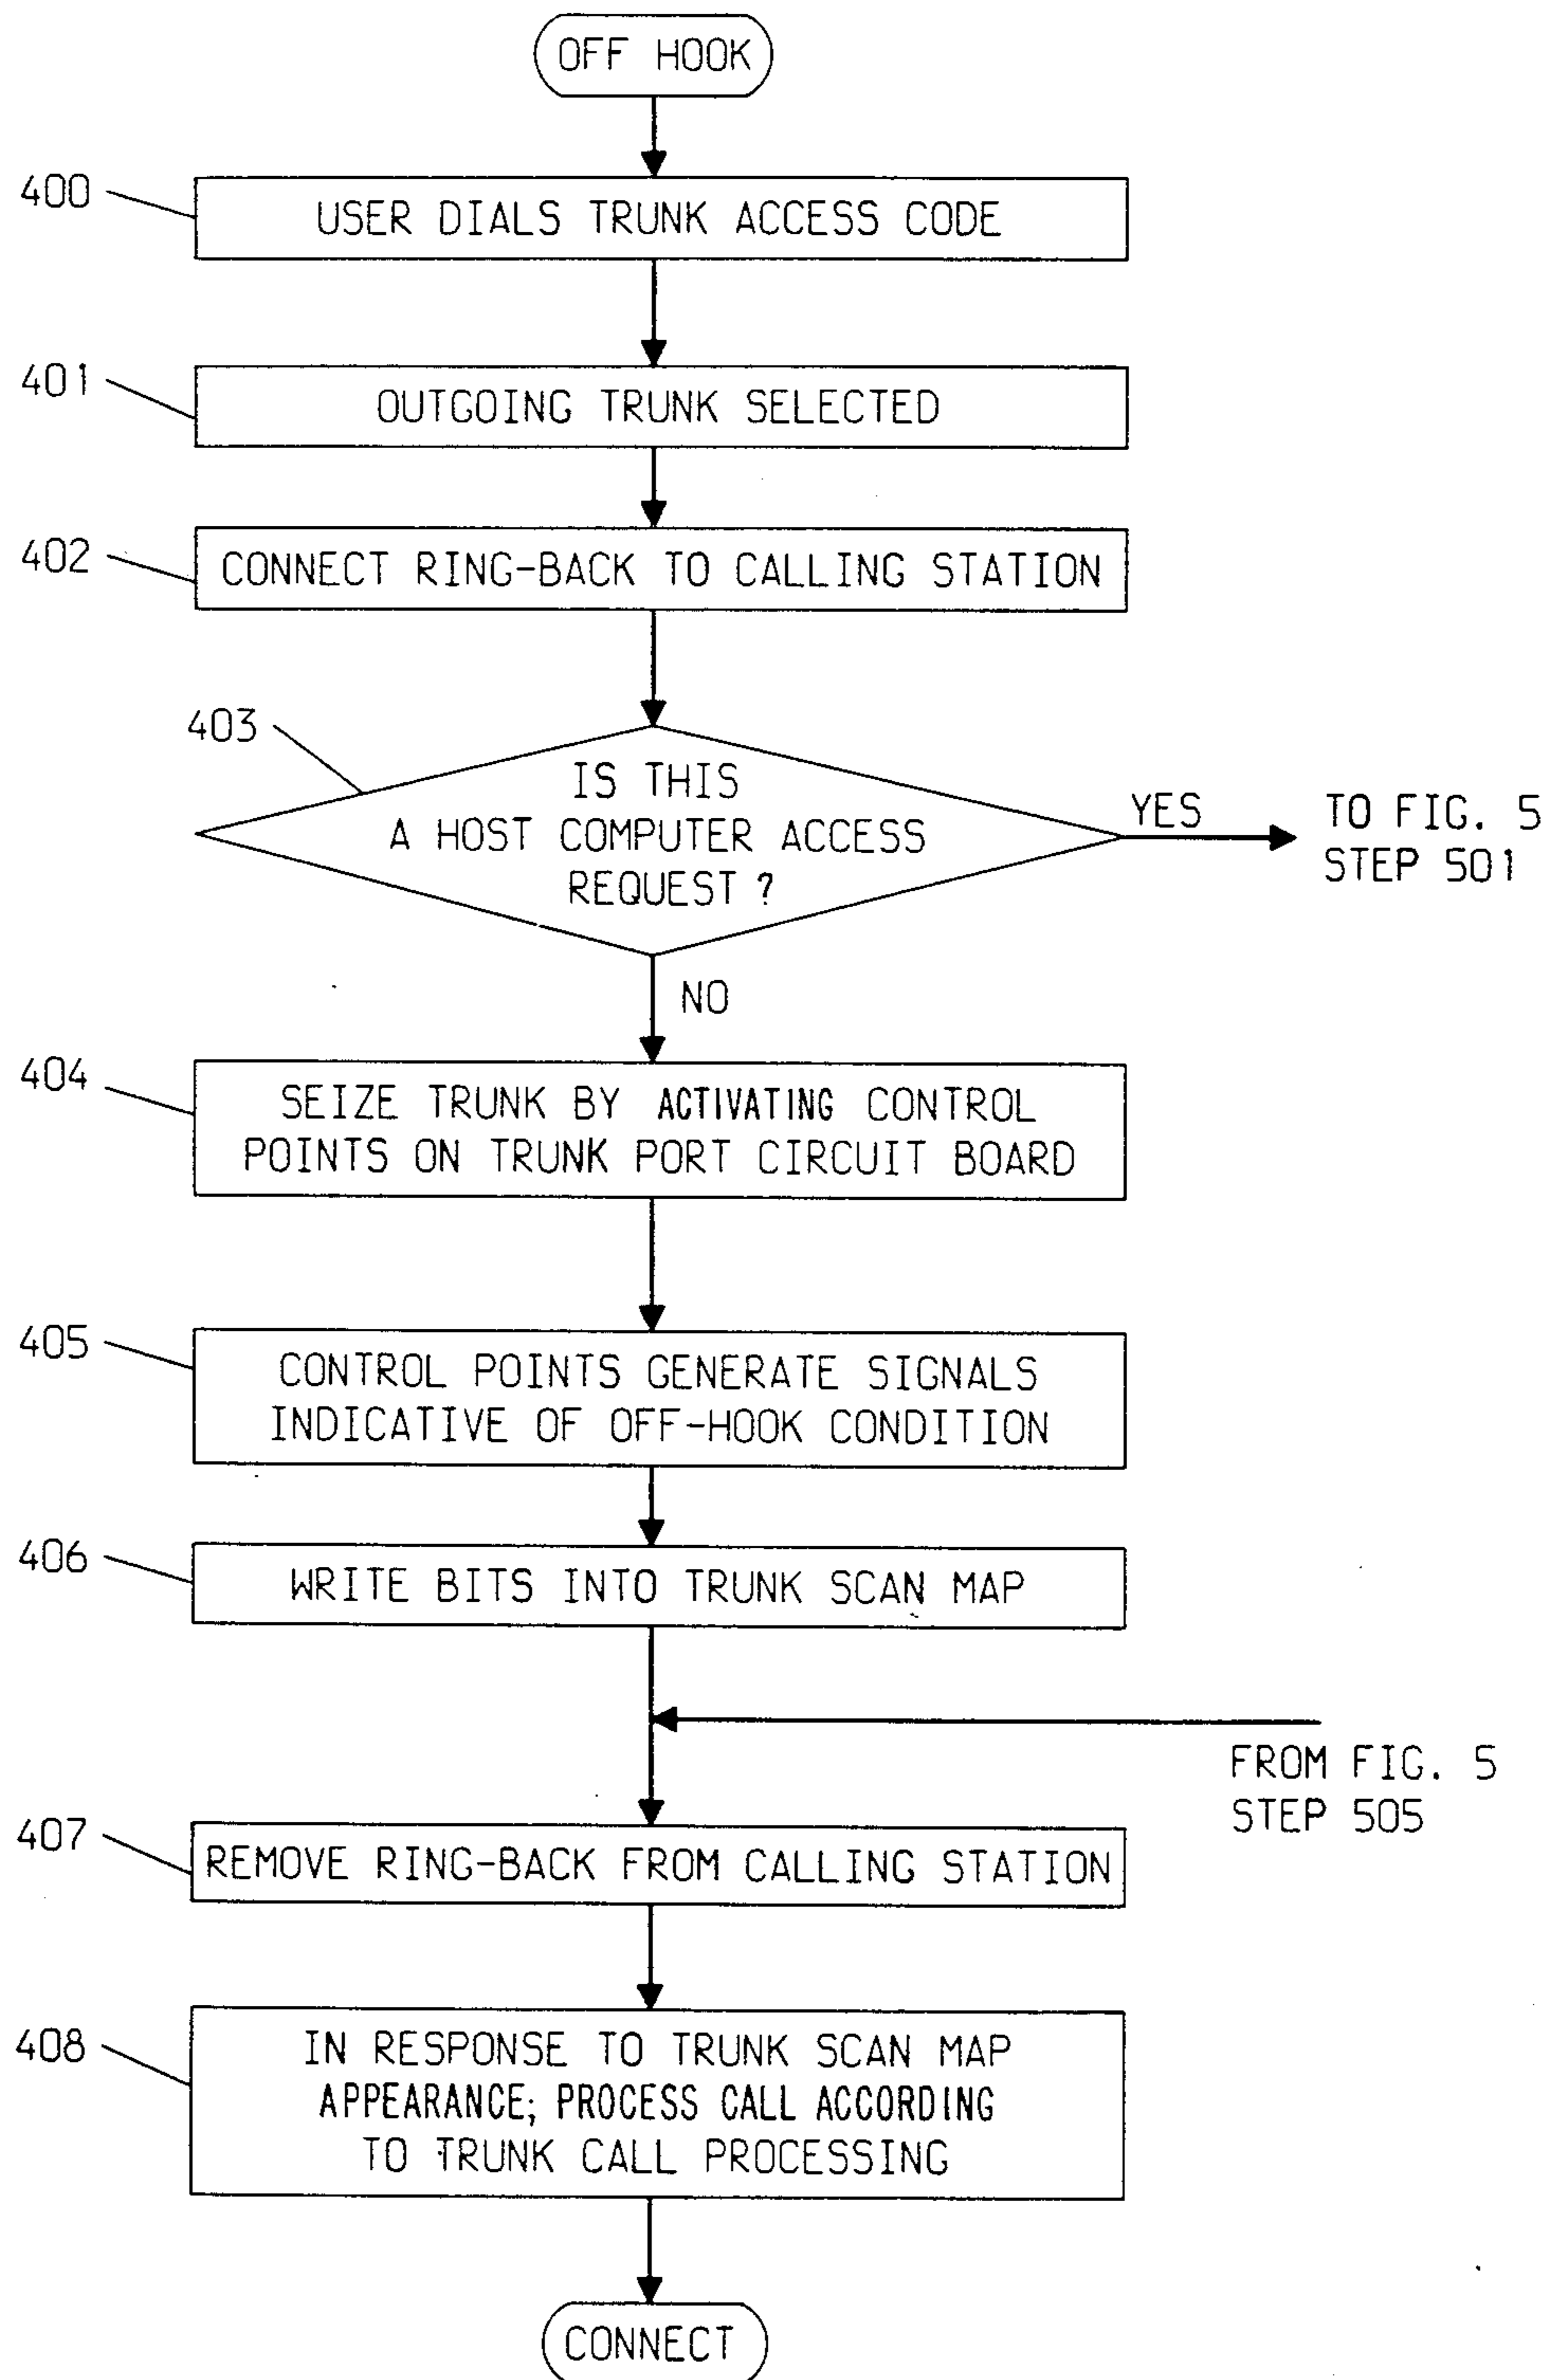 OFF HOOK
400
USER DIALS TRUNK ACCESS CODE
401
OUTGOING TRUNK SELECTED
402
CONNECT RING-BACK TO CALLING STATION
403
IS THIS
A HOST COMPUTER ACCESS
REQUEST ?
YES
TO FIG. 5
STEP 501
NO
404
SEIZE TRUNK BY ACTIVATING CONTROL
POINTS ON TRUNK PORT CIRCUIT BOARD
405
CONTROL POINTS GENERATE SIGNALS
INDICATIVE OF OFF-HOOK CONDITION
406
WRITE BITS INTO TRUNK SCAN MAP
FROM FIG. 5
STEP 505
407
REMOVE RING-BACK FROM CALLING STATION
408
IN RESPONSE TO TRUNK SCAN MAP
APPEARANCE; PROCESS CALL ACCORDING
TO TRUNK CALL PROCESSING
CONNECT